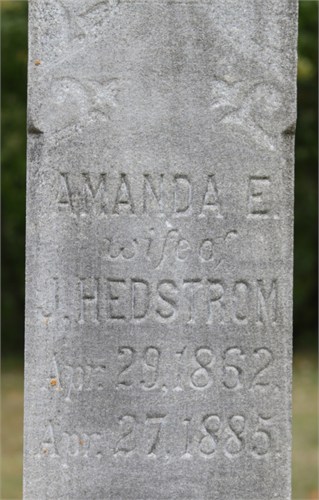 AMANDA E.
wife of
J. HEDSTROM
Apr. 29, 1862.
Apr. 27, 1885.